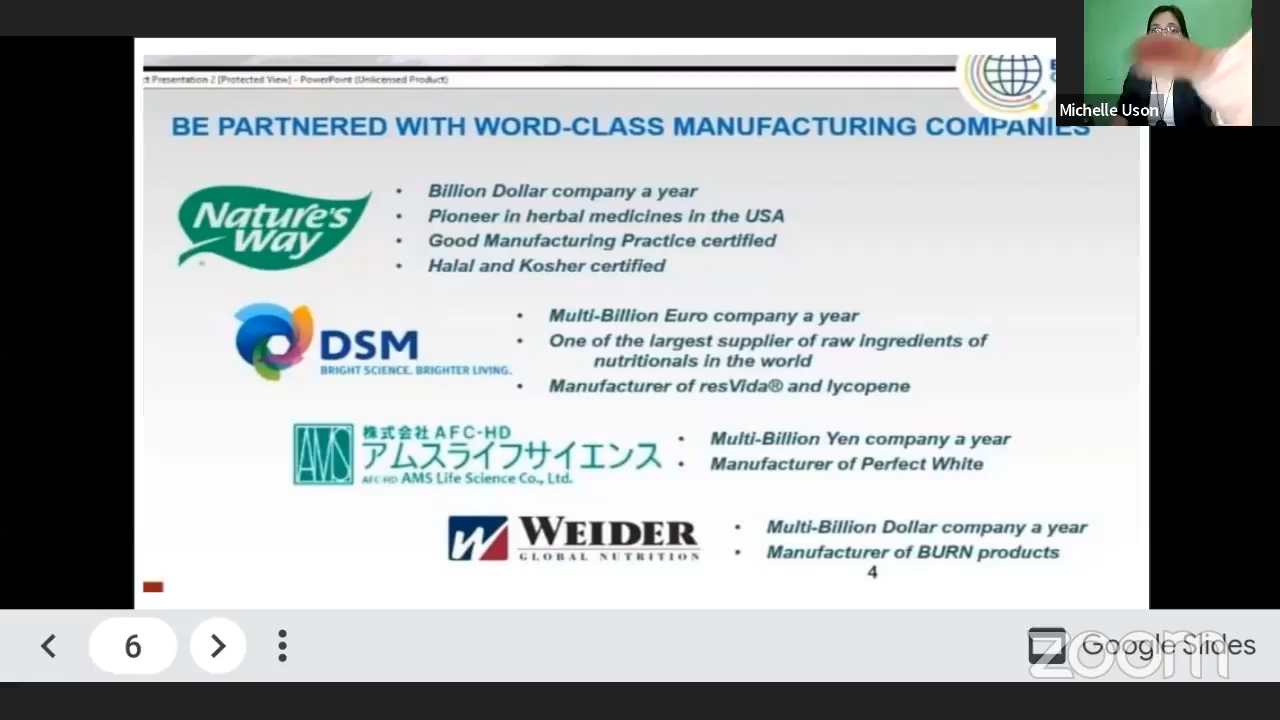 ct Presentation 2 [Protected View] - PowerPoint (Unlicensed Product)
Michelle Uson
BE PARTNERED WITH WORD-CLASS MANUFACTURING COMPANIES
Nature's
Way
• Billion Dollar company a year
• Pioneer in herbal medicines in the USA
• Good Manufacturing Practice certified
• Halal and Kosher certified
DSM
BRIGHT SCIENCE. BRIGHTER LIVING.
• Multi-Billion Euro company a year
• One of the largest supplier of raw ingredients of
nutritionals in the world
• Manufacturer of resVida® and lycopene
AMS
株式会社 AFC-HD
アムスライフサイエンス
AFC-HD AMS Life Science Co., Ltd.
• Multi-Billion Yen company a year
• Manufacturer of Perfect White
W WEIDER
GLOBAL NUTRITION
• Multi-Billion Dollar company a year
• Manufacturer of BURN products
4
6
Google Slides
zoom